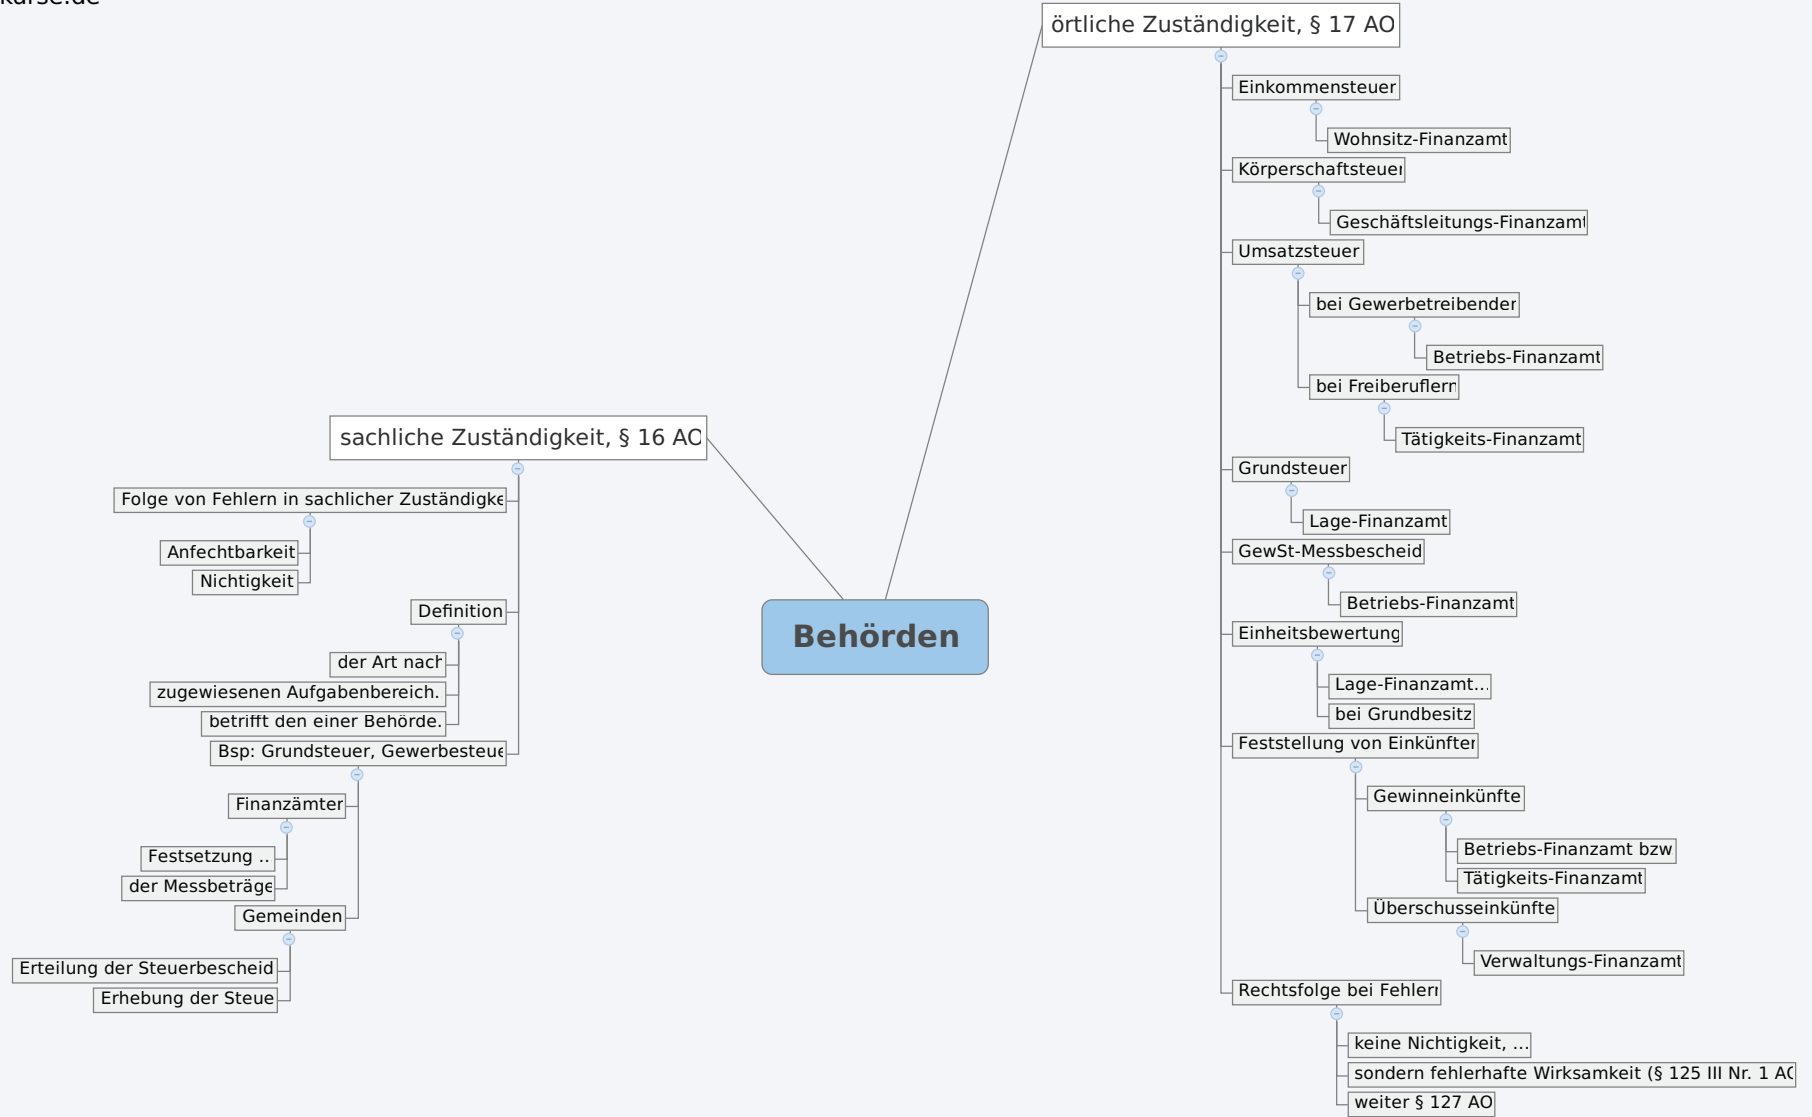 kurse.de
örtliche Zuständigkeit, § 17 AO
Einkommensteuer
Wohnsitz-Finanzamt
Körperschaftsteuer
Geschäftsleitungs-Finanzamt
Umsatzsteuer
bei Gewerbetreibender
Betriebs-Finanzamt
bei Freiberuflern
Tätigkeits-Finanzamt
Grundsteuer
Lage-Finanzamt
GewSt-Messbescheid
Betriebs-Finanzamt
Einheitsbewertung
Lage-Finanzamt...
bei Grundbesitz
Feststellung von Einkünften
Gewinneinkünfte
Betriebs-Finanzamt bzw
Tätigkeits-Finanzamt
Überschusseinkünfte
Verwaltungs-Finanzamt
Rechtsfolge bei Fehlern
keine Nichtigkeit, ...
sondern fehlerhafte Wirksamkeit (§ 125 III Nr. 1 AO
weiter § 127 AO
Behörden
sachliche Zuständigkeit, § 16 AO
Folge von Fehlern in sachlicher Zuständigke
Anfechtbarkeit
Nichtigkeit
Definition
der Art nach
zugewiesenen Aufgabenbereich.
betrifft den einer Behörde.
Bsp: Grundsteuer, Gewerbesteue
Finanzämter
Festsetzung ..
der Messbeträge
Gemeinden
Erteilung der Steuerbescheid
Erhebung der Steue